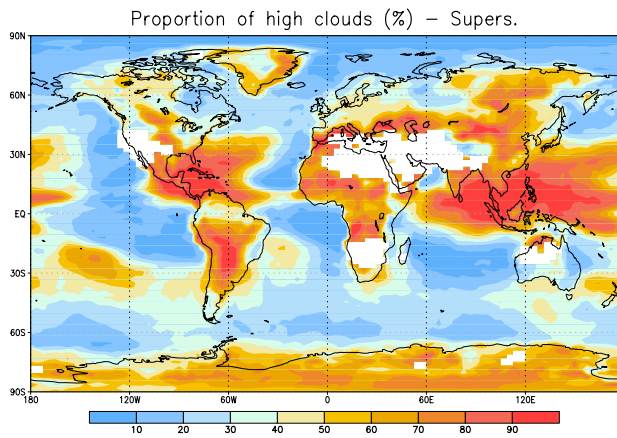 Proportion of high clouds (%) – Supers.
90N
60N
30N
EQ
30S
60S
90S
180 120W 60W 0 60E 120E
10 20 30 40 50 60 70 80 90